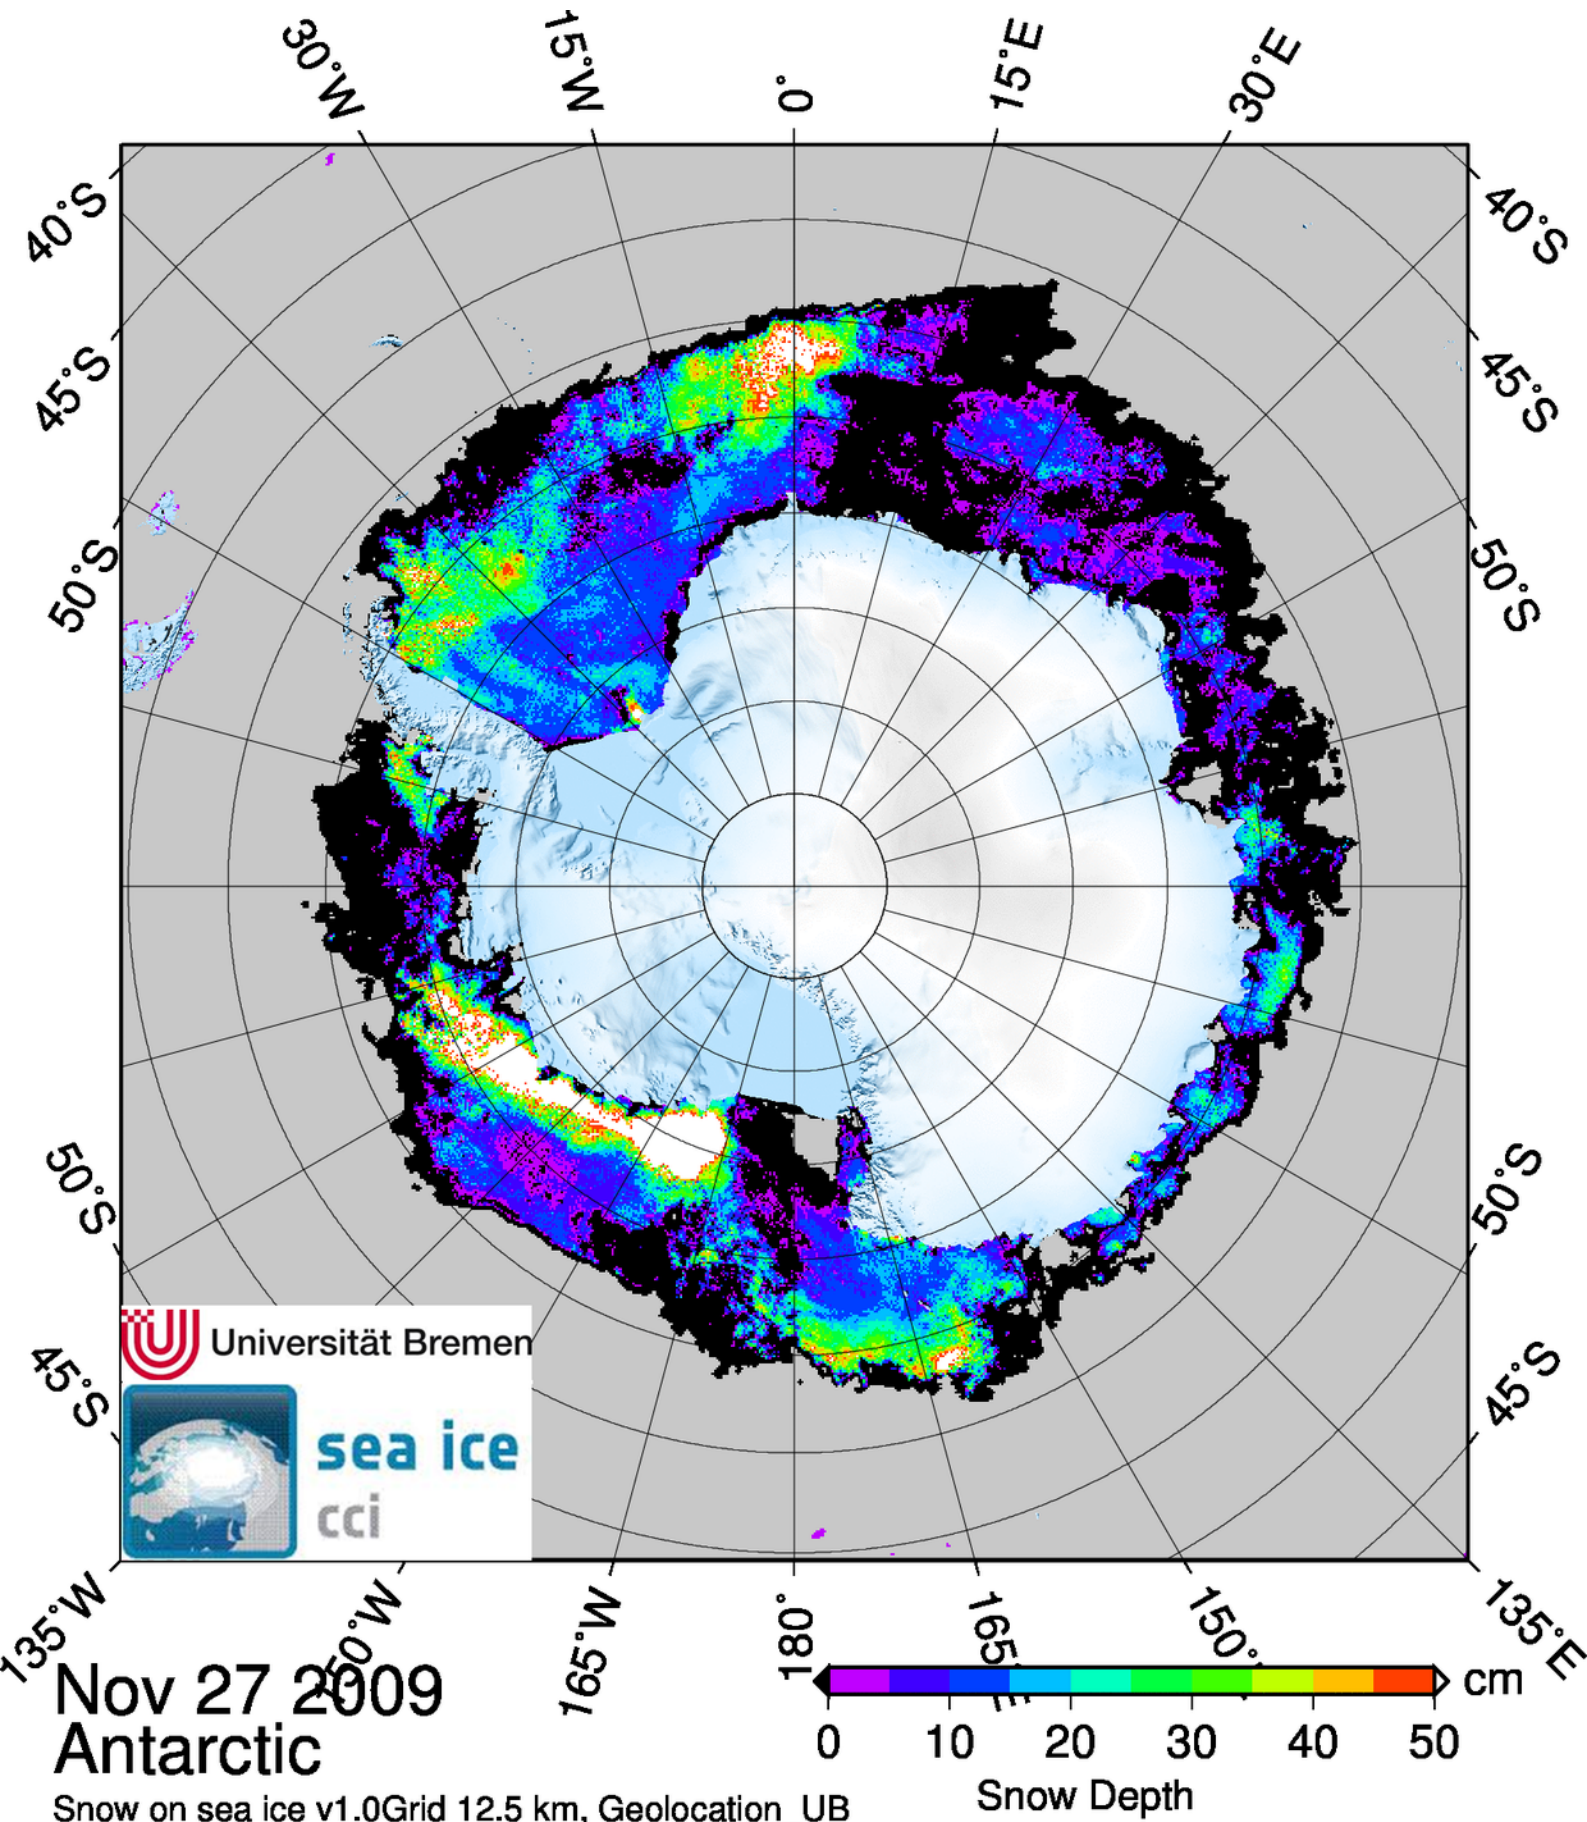 30°W 15°W 0° 15°E 30°E
40°S 40°S
45°S 45°S
50°S 50°S
50°S 50°S
45°S 45°S
Universität Bremen
sea ice
cci
135°W 150°W 165°W 180° 165° 150° 135°E
Nov 27 2009
Antarctic
Snow on sea ice v1.0Grid 12.5 km, Geolocation UB
cm
0 10 20 30 40 50
Snow Depth